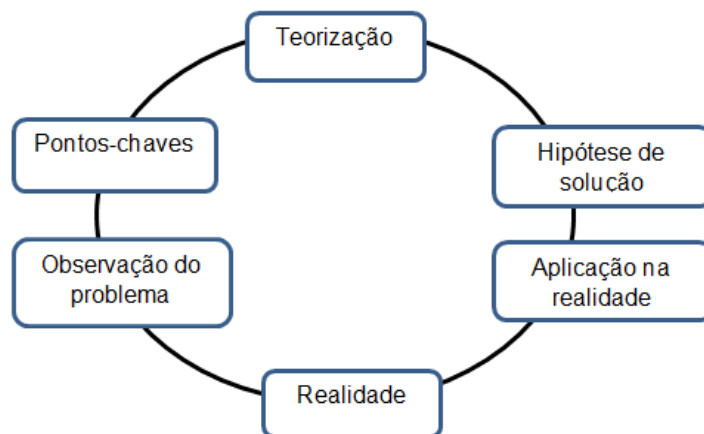 Teorização
Pontos-chaves
Hipótese de
solução
Observação do
problema
Aplicação na
realidade
Realidade